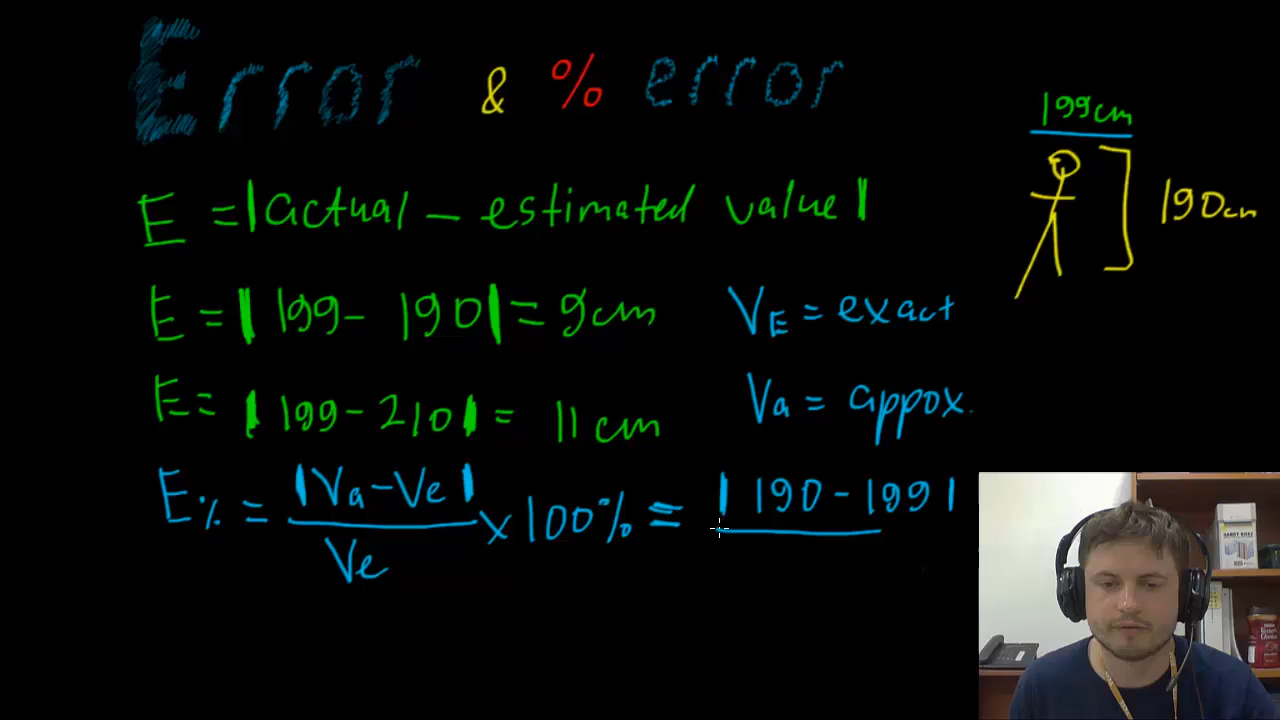 Error & % error
199cm
190cm
E = |actual - estimated value|
E = | 199 - 190| = 9cm
VE = exact
E = | 199 - 210| = 11 cm
Va = appox.
E% = |Va - Ve| / Ve × 100% = | 190 - 199 |